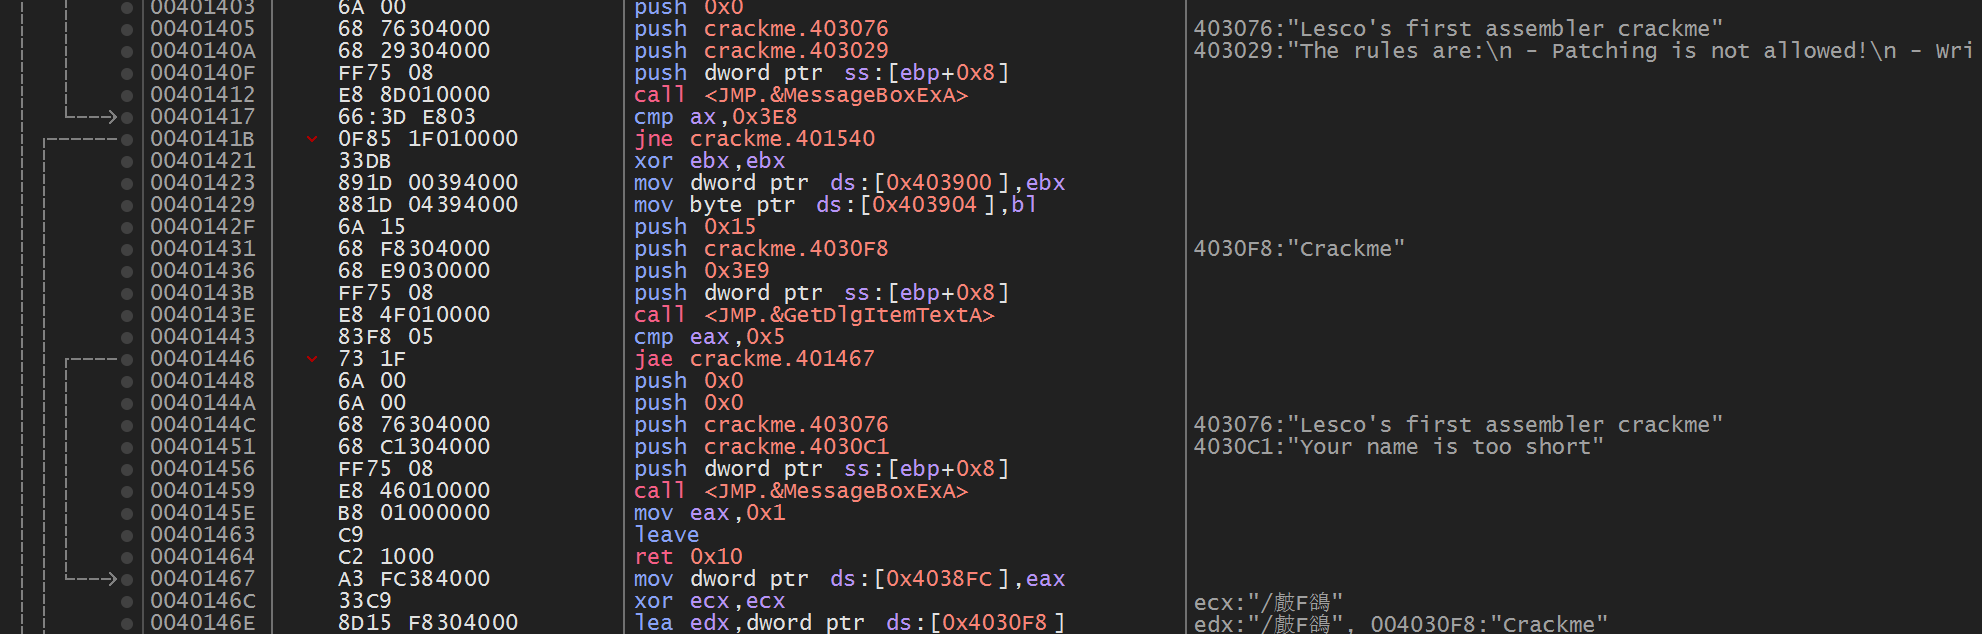 00401403 6A 00 push 0x0
00401405 68 76304000 push crackme.403076 403076:"Lesco's first assembler crackme"
0040140A 68 29304000 push crackme.403029 403029:"The rules are:\n - Patching is not allowed!\n - Wri
0040140F FF75 08 push dword ptr ss:[ebp+0x8]
00401412 E8 8D010000 call <JMP.&MessageBoxExA>
00401417 66:3D E803 cmp ax,0x3E8
0040141B 0F85 1F010000 jne crackme.401540
00401421 33DB xor ebx,ebx
00401423 891D 00394000 mov dword ptr ds:[0x403900],ebx
00401429 881D 04394000 mov byte ptr ds:[0x403904],bl
0040142F 6A 15 push 0x15
00401431 68 F8304000 push crackme.4030F8 4030F8:"Crackme"
00401436 68 E9030000 push 0x3E9
0040143B FF75 08 push dword ptr ss:[ebp+0x8]
0040143E E8 4F010000 call <JMP.&GetDlgItemTextA>
00401443 83F8 05 cmp eax,0x5
00401446 73 1F jae crackme.401467
00401448 6A 00 push 0x0
0040144A 6A 00 push 0x0
0040144C 68 76304000 push crackme.403076 403076:"Lesco's first assembler crackme"
00401451 68 C1304000 push crackme.4030C1 4030C1:"Your name is too short"
00401456 FF75 08 push dword ptr ss:[ebp+0x8]
00401459 E8 46010000 call <JMP.&MessageBoxExA>
0040145E B8 01000000 mov eax,0x1
00401463 C9 leave
00401464 C2 1000 ret 0x10
00401467 A3 FC384000 mov dword ptr ds:[0x4038FC],eax
0040146C 33C9 xor ecx,ecx
0040146E 8D15 F8304000 lea edx,dword ptr ds:[0x4030F8] 004030F8:"Crackme"